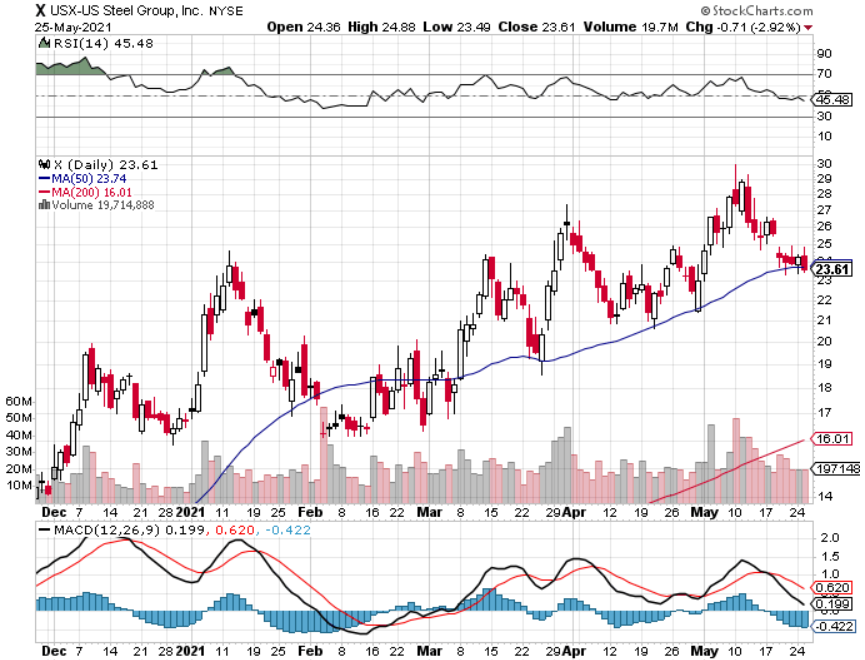 X USX-US Steel Group, Inc. NYSE © StockCharts.com
25-May-2021 Open 24.36 High 24.88 Low 23.49 Close 23.61 Volume 19.7M Chg -0.71 (-2.92%)
RSI(14) 45.48
90
70
45.48
30
10
X (Daily) 23.61
MA(50) 23.74
MA(200) 16.01
Volume 19,714,888
30
29
28
27
26
25
23.61
23
22
21
20
19
18
17
16.01
197148
14
60M
50M
40M
30M
20M
10M
Dec 7 14 21 28 2021 11 19 25 Feb 8 16 22 Mar 8 15 22 29 Apr 12 19 26 May 10 17 24
MACD(12,26,9) 0.199, 0.620, -0.422
2.0
1.5
1.0
0.620
0.199
-0.422
Dec 7 14 21 28 2021 11 19 25 Feb 8 16 22 Mar 8 15 22 29 Apr 12 19 26 May 10 17 24